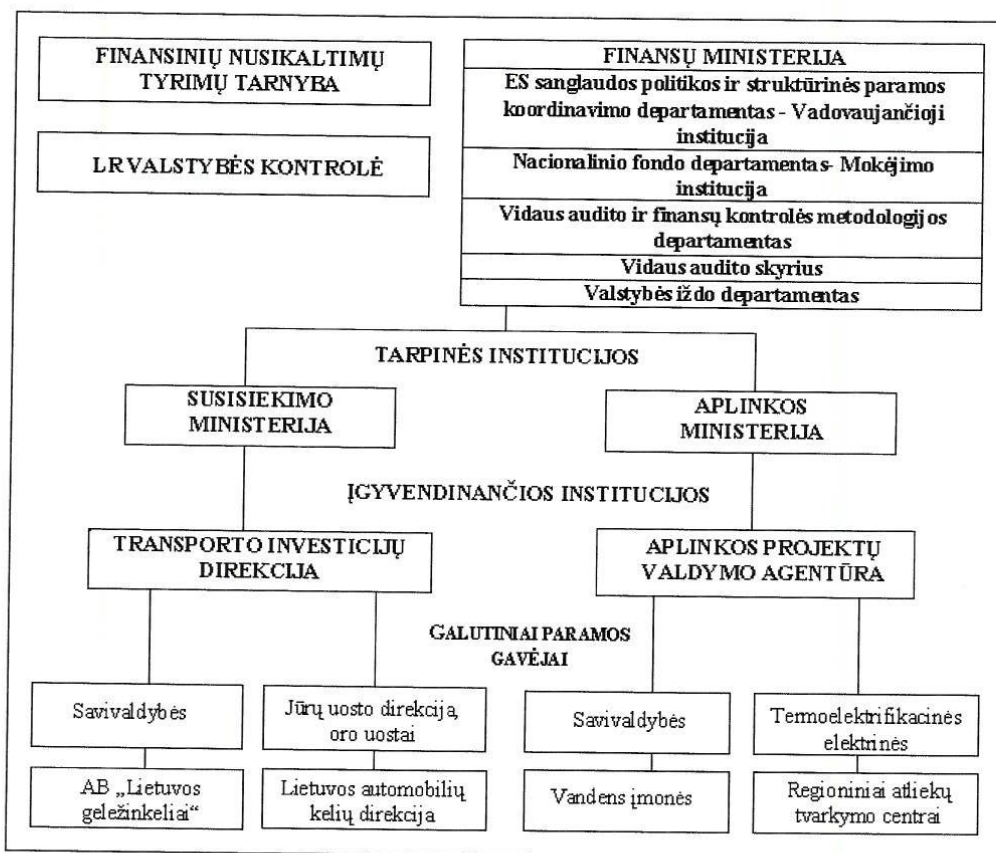 FINANSINIŲ NUSIKALTIMŲ
TYRIMŲ TARNYBA
LR VALSTYBĖS KONTROLĖ
FINANSŲ MINISTERIJA
ES sanglaudos politikos ir struktūrinės paramos
koordinavimo departamentas - Vadovaujančioji
institucija
Nacionalinio fondo departamentas- Mokėjimo
institucija
Vidaus audito ir finansų kontrolės metodologijos
departamentas
Vidaus audito skyrius
Valstybės iždo departamentas
TARPINĖS INSTITUCIJOS
SUSISIEKIMO
MINISTERIJA
APLINKOS
MINISTERIJA
ĮGYVENDINANČIOS INSTITUCIJOS
TRANSPORTO INVESTICIJŲ
DIREKCIJA
APLINKOS PROJEKTŲ
VALDYMO AGENTŪRA
GALUTINIAI PARAMOS
GAVĖJAI
Savivaldybės
Jūrų uosto direkcija,
oro uostai
Savivaldybės
Termoelektrifikacinės
elektrinės
AB „Lietuvos
geležinkeliai“
Lietuvos automobilių
kelių direkcija
Vandens įmonės
Regioniniai atliekų
tvarkymo centrai